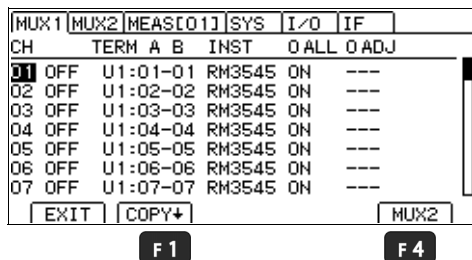 MUX1 MUX2 MEAS[01] SYS I/O IF
CH TERM A B INST 0 ALL 0 ADJ
01 OFF U1:01-01 RM3545 ON ---
02 OFF U1:02-02 RM3545 ON ---
03 OFF U1:03-03 RM3545 ON ---
04 OFF U1:04-04 RM3545 ON ---
05 OFF U1:05-05 RM3545 ON ---
06 OFF U1:06-06 RM3545 ON ---
07 OFF U1:07-07 RM3545 ON ---
EXIT COPY↓ MUX2
F 1 F 4